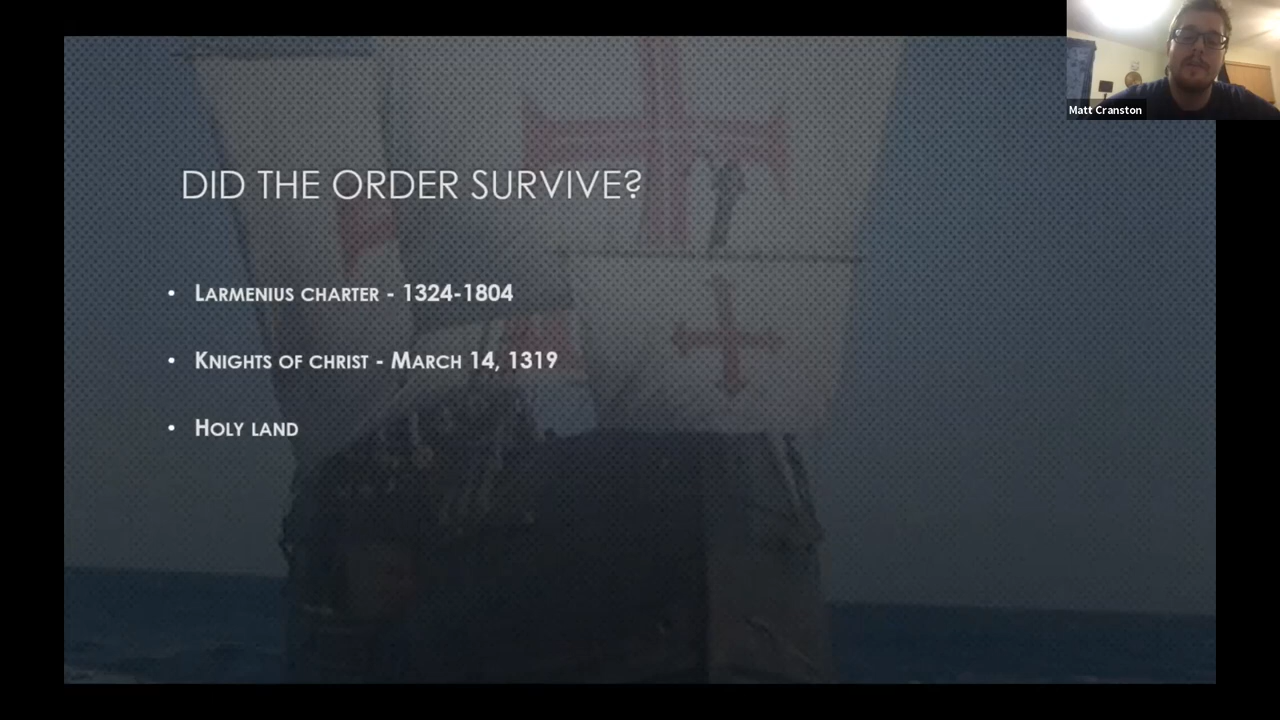 Matt Cranston
DID THE ORDER SURVIVE?
• LARMENIUS CHARTER - 1324-1804
• KNIGHTS OF CHRIST - MARCH 14, 1319
• HOLY LAND